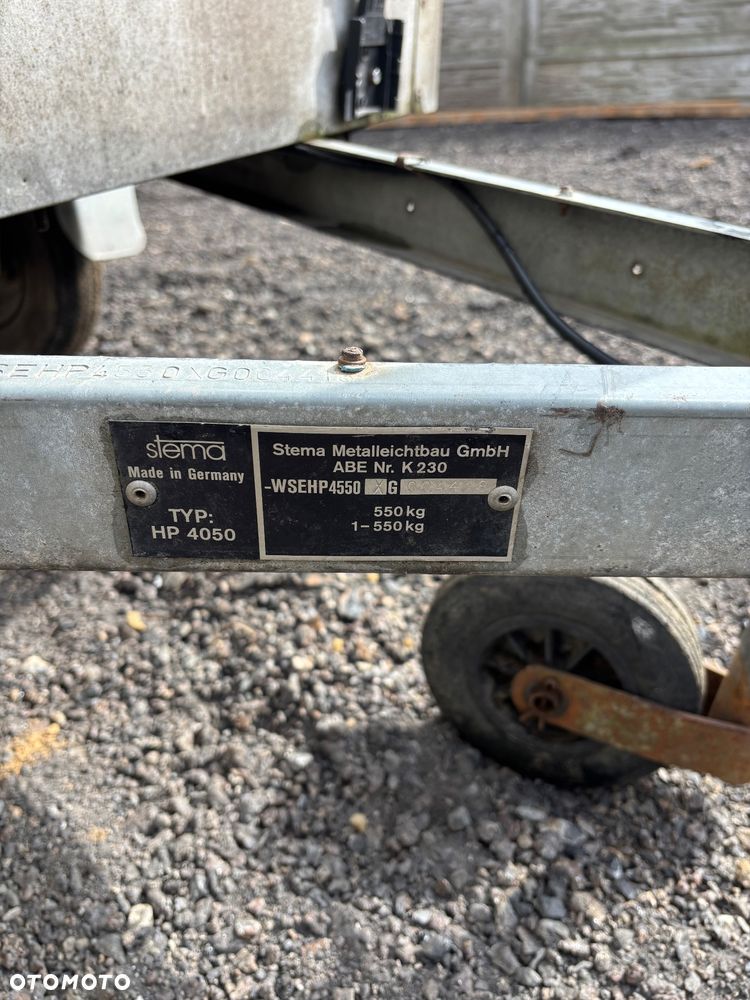 stema
Made in Germany
TYP:
HP 4050
Stema Metalleichtbau GmbH
ABE Nr. K 230
-WSEHP4550 XG
550 kg
1-550 kg
OTOMOTO